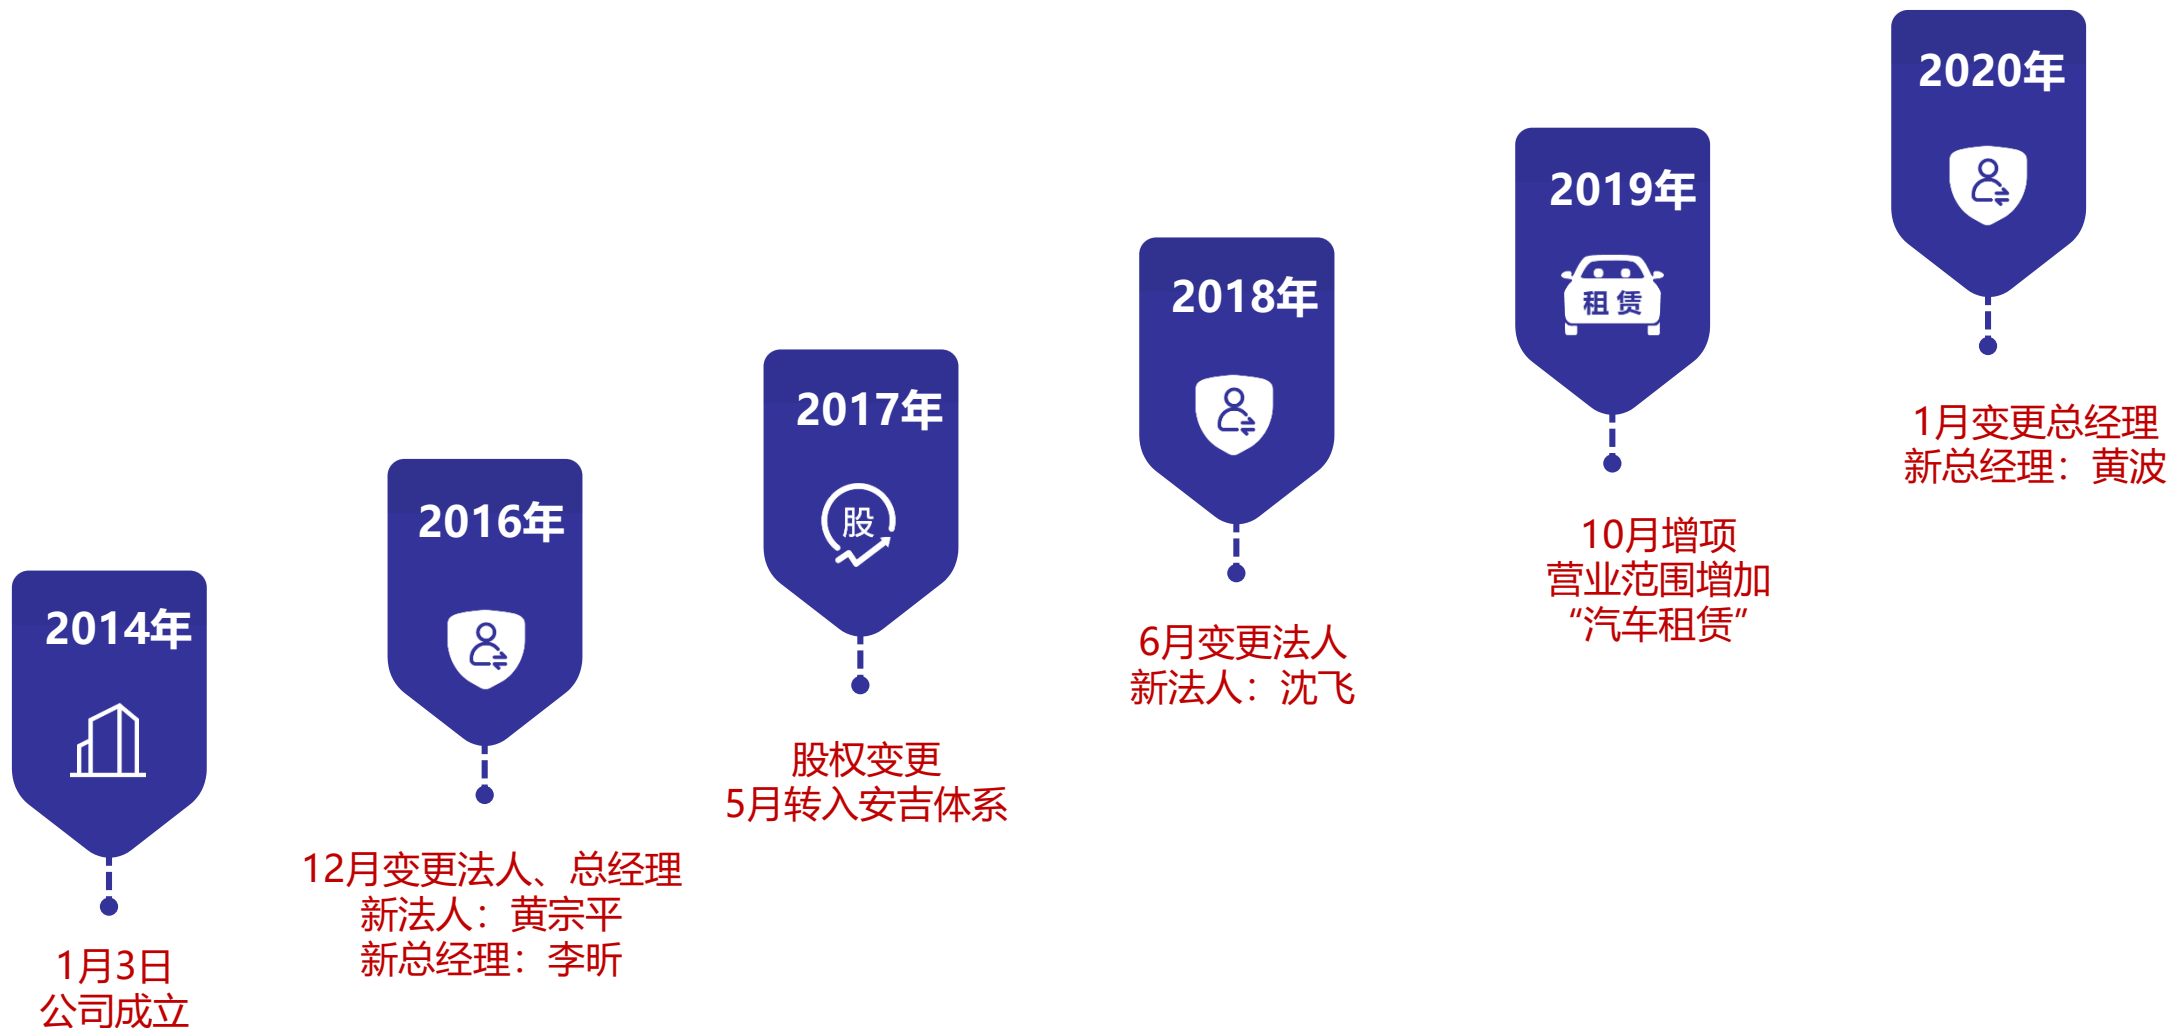 2014年
1月3日
公司成立
2016年
12月变更法人、总经理
新法人：黄宗平
新总经理：李昕
2017年
股
股权变更
5月转入安吉体系
2018年
6月变更法人
新法人：沈飞
2019年
租 赁
10月增项
营业范围增加
“汽车租赁”
2020年
1月变更总经理
新总经理：黄波